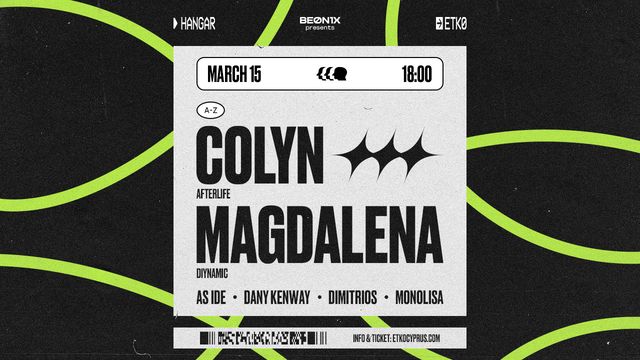 HANGAR
BEON1X
presents
ETKO
MARCH 15
18:00
A-Z
COLYN
AFTERLIFE
MAGDALENA
DIYNAMIC
AS IDE • DANY KENWAY • DIMITRIOS • MONOLISA
INFO & TICKET: ETKOCYPRUS.COM